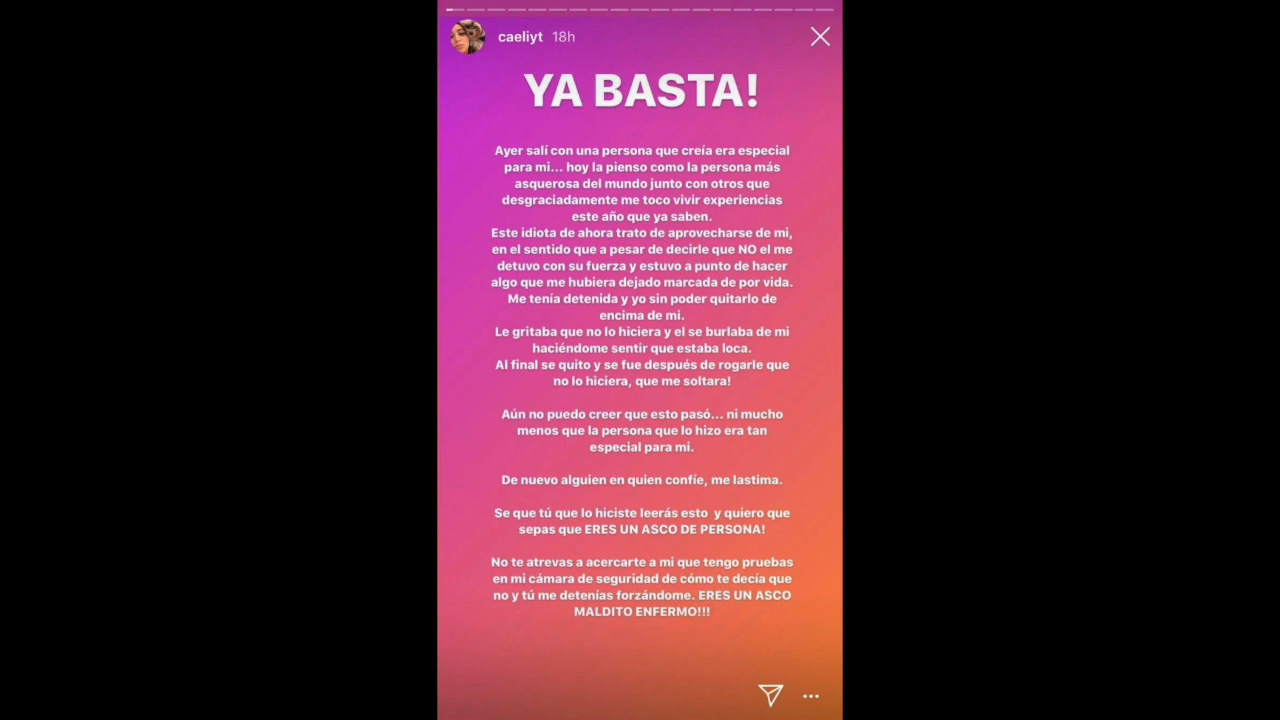 caeliyt 18h
YA BASTA!
Ayer salí con una persona que creía era especial
para mi... hoy la pienso como la persona más
asquerosa del mundo junto con otros que
desgraciadamente me toco vivir experiencias
este año que ya saben.
Este idiota de ahora trato de aprovecharse de mi,
en el sentido que a pesar de decirle que NO el me
detuvo con su fuerza y estuvo a punto de hacer
algo que me hubiera dejado marcada de por vida.
Me tenía detenida y yo sin poder quitarlo de
encima de mi.
Le gritaba que no lo hiciera y el se burlaba de mi
haciéndome sentir que estaba loca.
Al final se quito y se fue después de rogarle que
no lo hiciera, que me soltara!
Aún no puedo creer que esto pasó... ni mucho
menos que la persona que lo hizo era tan
especial para mi.
De nuevo alguien en quien confíe, me lastima.
Se que tú que lo hiciste leerás esto  y quiero que
sepas que ERES UN ASCO DE PERSONA!
No te atrevas a acercarte a mi que tengo pruebas
en mi cámara de seguridad de cómo te decía que
no y tú me detenías forzándome. ERES UN ASCO
MALDITO ENFERMO!!!